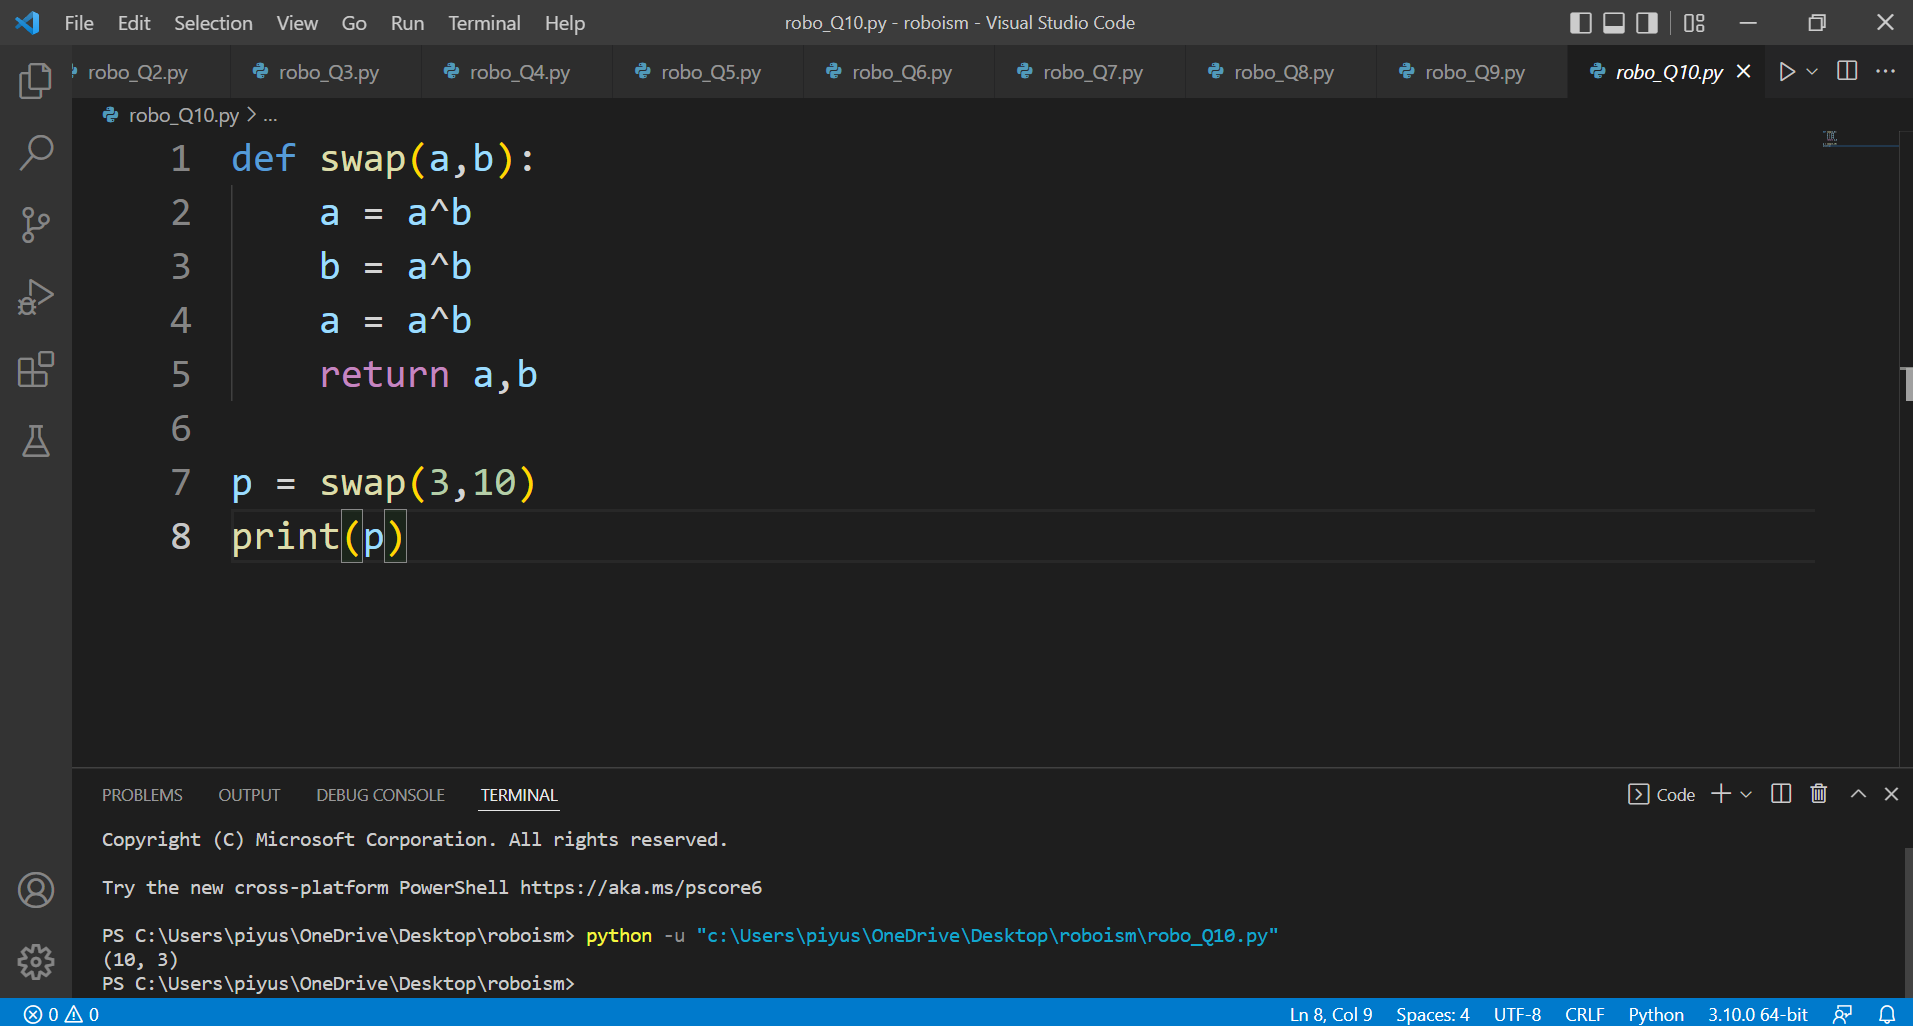 File Edit Selection View Go Run Terminal Help robo_Q10.py - roboism - Visual Studio Code
robo_Q2.py robo_Q3.py robo_Q4.py robo_Q5.py robo_Q6.py robo_Q7.py robo_Q8.py robo_Q9.py robo_Q10.py
robo_Q10.py > ...
1 def swap(a,b):
2     a = a^b
3     b = a^b
4     a = a^b
5     return a,b
6
7 p = swap(3,10)
8 print(p)
PROBLEMS OUTPUT DEBUG CONSOLE TERMINAL Code
Copyright (C) Microsoft Corporation. All rights reserved.
Try the new cross-platform PowerShell https://aka.ms/pscore6
PS C:\Users\piyus\OneDrive\Desktop\roboism> python -u "c:\Users\piyus\OneDrive\Desktop\roboism\robo_Q10.py"
(10, 3)
PS C:\Users\piyus\OneDrive\Desktop\roboism>
0 0 Ln 8, Col 9 Spaces: 4 UTF-8 CRLF Python 3.10.0 64-bit